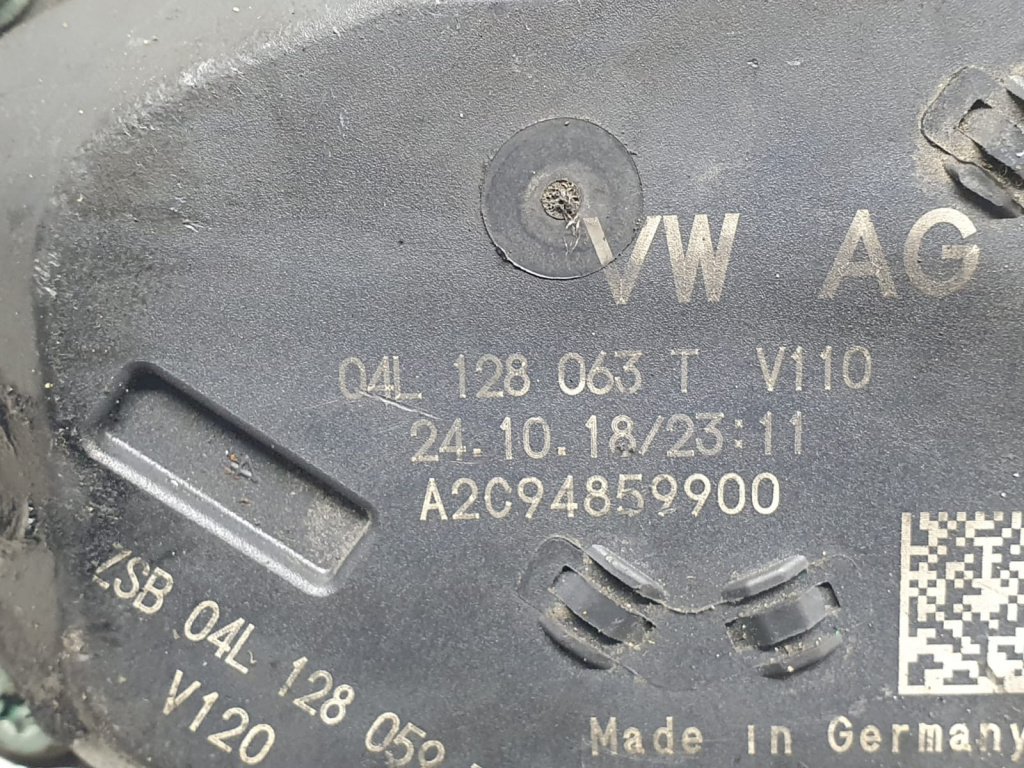 VW AG
04L 128 063 T V110
24.10.18/23:11
A2C94859900
ZSB 04L 128 059
V120
Made in Germany